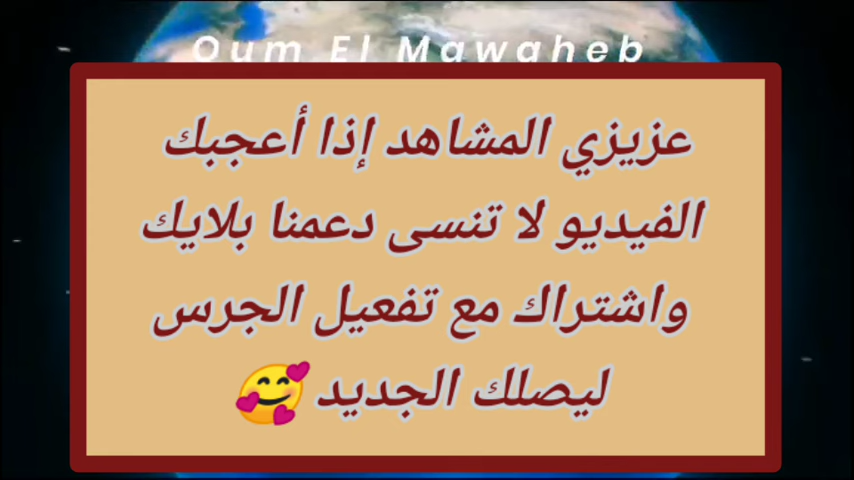 Oum El Mawaheb
عزيزي المشاهد إذا أعجبك
الفيديو لا تنسى دعمنا بلايك
واشتراك مع تفعيل الجرس
ليصلك الجديد 🥰